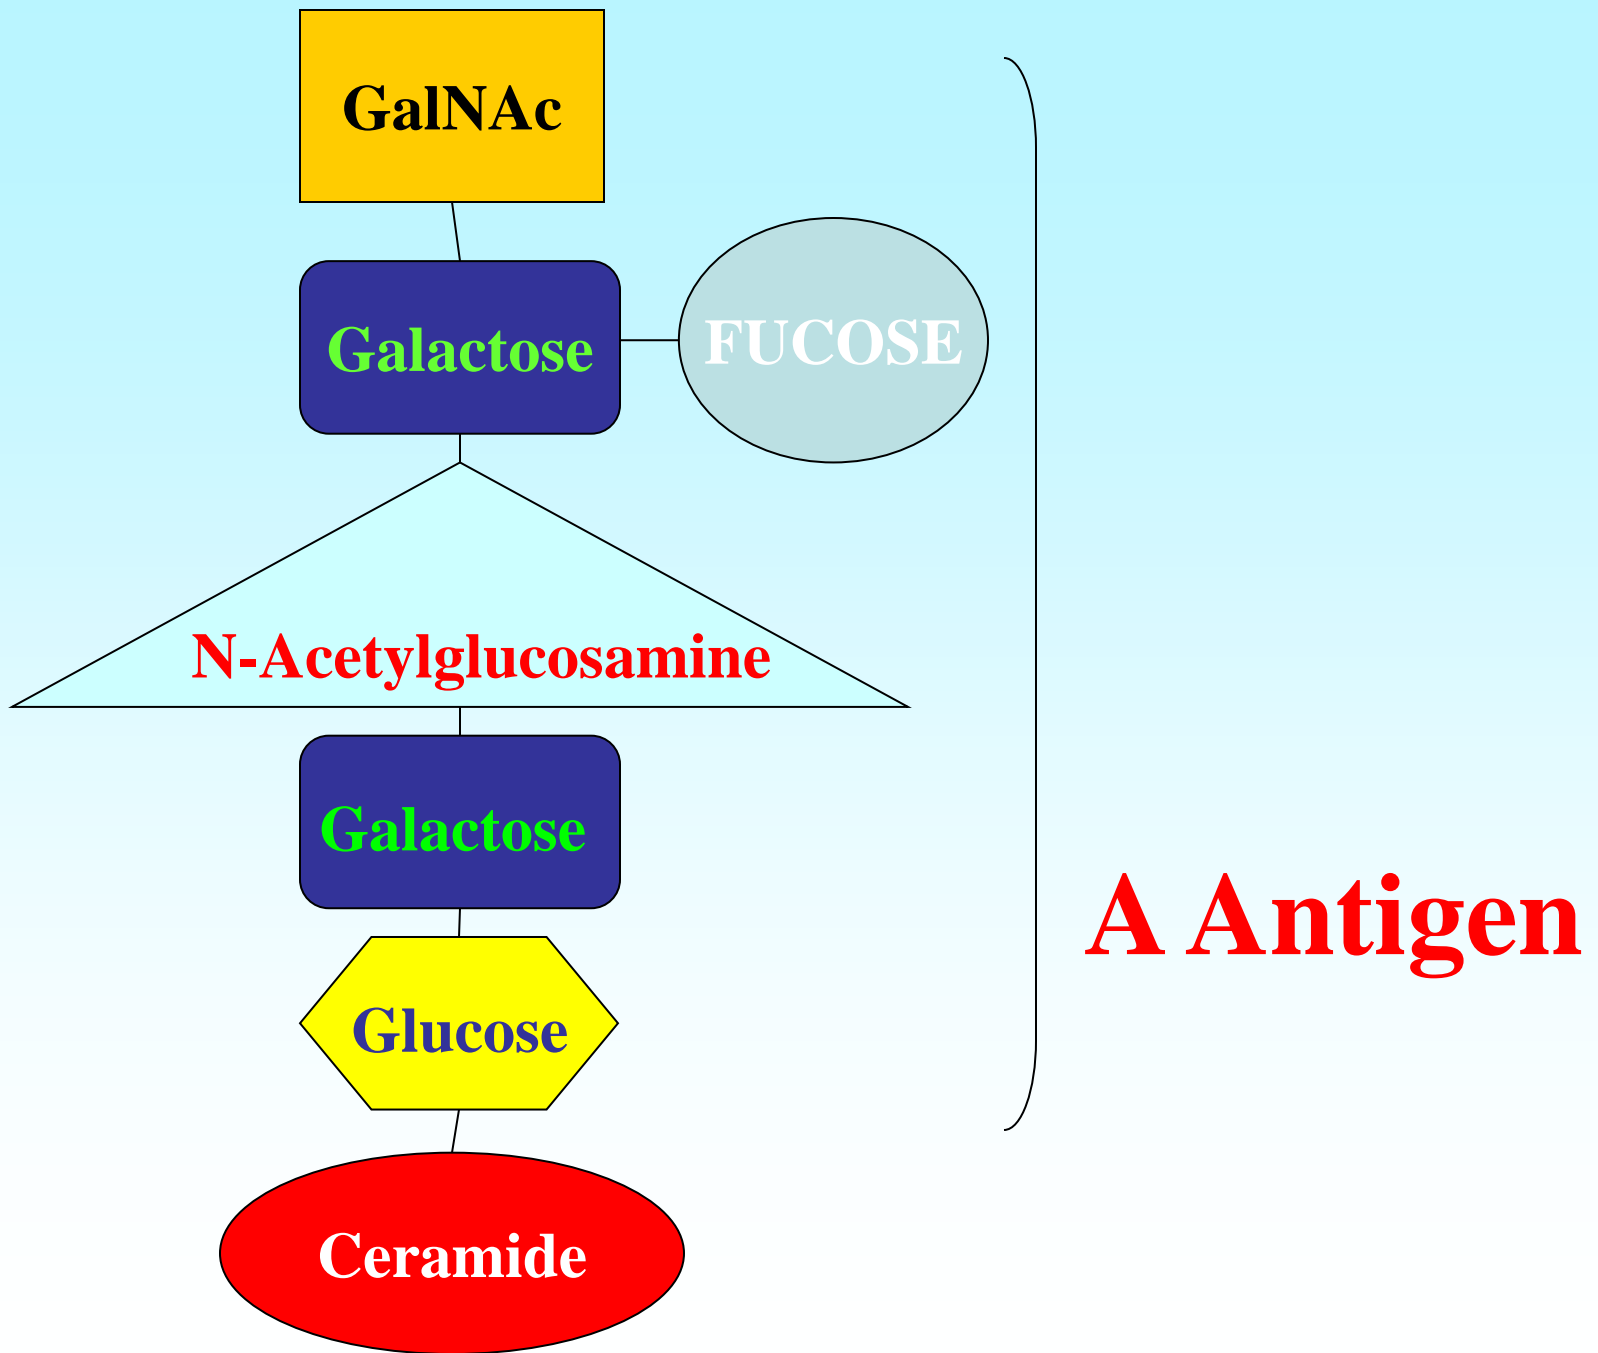 GalNAc
Galactose
FUCOSE
N-Acetylglucosamine
Galactose
A Antigen
Glucose
Ceramide